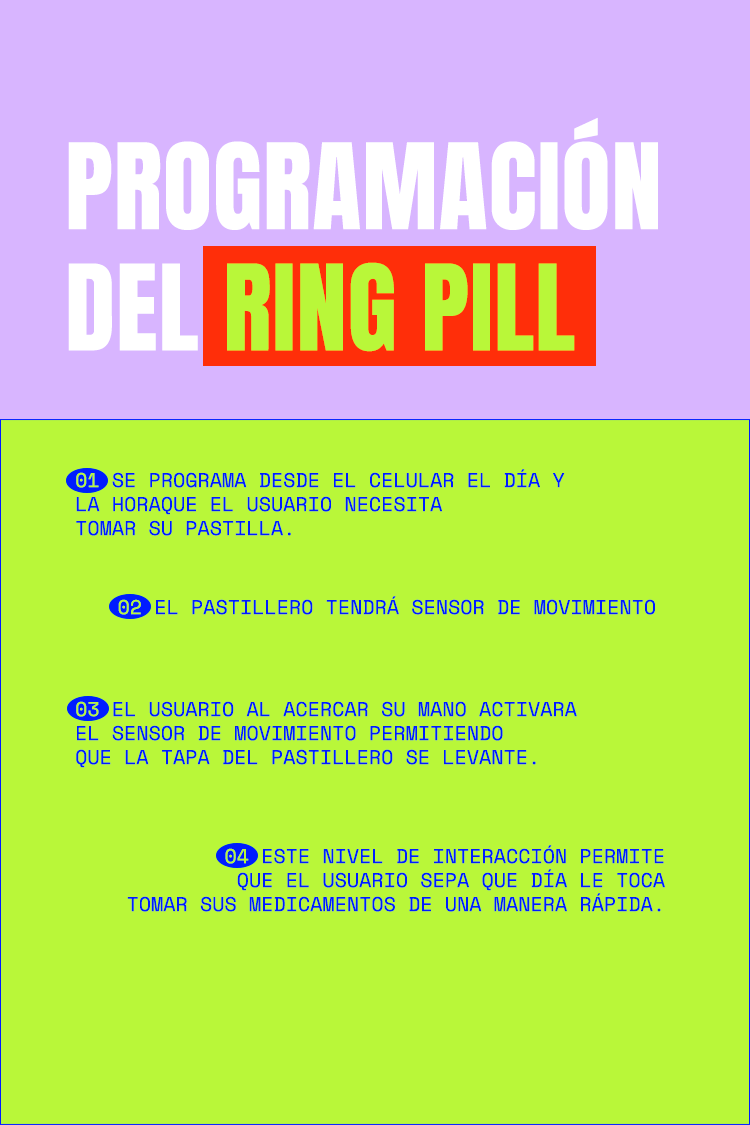 PROGRAMACIÓN
DEL RING PILL
01 SE PROGRAMA DESDE EL CELULAR EL DÍA Y
LA HORAQUE EL USUARIO NECESITA
TOMAR SU PASTILLA.
02 EL PASTILLERO TENDRÁ SENSOR DE MOVIMIENTO
03 EL USUARIO AL ACERCAR SU MANO ACTIVARA
EL SENSOR DE MOVIMIENTO PERMITIENDO
QUE LA TAPA DEL PASTILLERO SE LEVANTE.
04 ESTE NIVEL DE INTERACCIÓN PERMITE
QUE EL USUARIO SEPA QUE DÍA LE TOCA
TOMAR SUS MEDICAMENTOS DE UNA MANERA RÁPIDA.